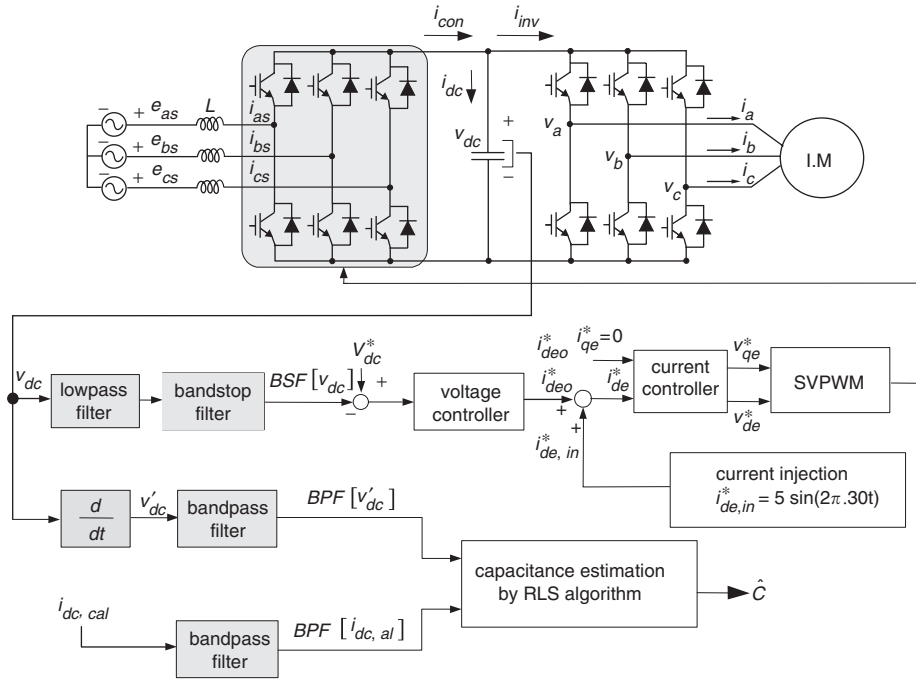 i_con
i_inv
i_dc
+ e_as
L
i_as
+ e_bs
i_bs
+ e_cs
i_cs
v_dc
+
−
v_a
v_b
v_c
i_a
i_b
i_c
I.M
v_dc
lowpass
filter
bandstop
filter
BSF [v_dc]
V*_dc
+
−
voltage
controller
i*_deo
i*_deo
i*_qe=0
i*_de
+
+
i*_de, in
current
controller
v*_qe
v*_de
SVPWM
current injection
i*_de,in = 5 sin(2π.30t)
d
dt
v′_dc
bandpass
filter
BPF [v′_dc]
capacitance estimation
by RLS algorithm
Ĉ
i_dc, cal
bandpass
filter
BPF [i_dc, al]